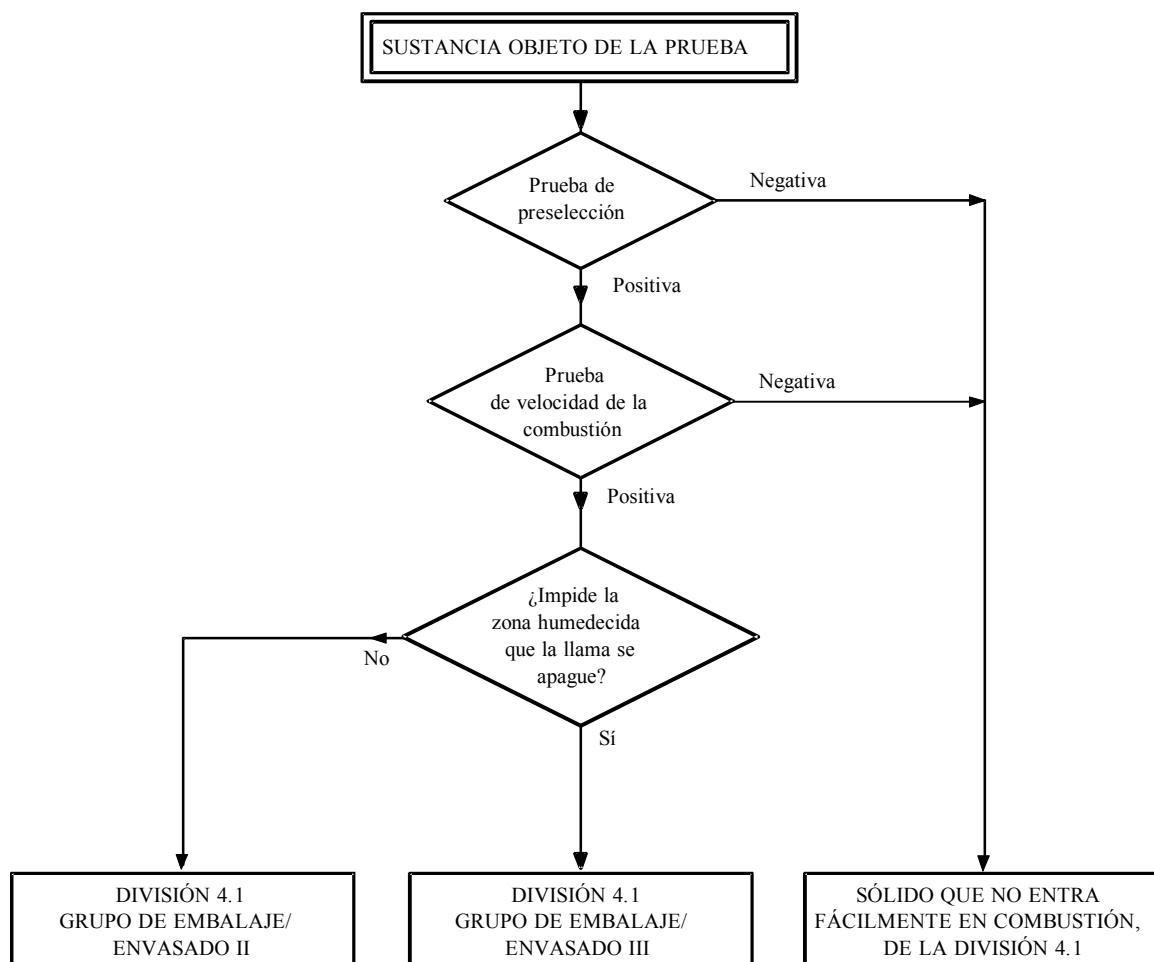 SUSTANCIA OBJETO DE LA PRUEBA
Prueba de
preselección
Negativa
Positiva
Prueba
de velocidad de la
combustión
Negativa
Positiva
¿Impide la
zona humedecida
que la llama se
apague?
No
Sí
DIVISIÓN 4.1
GRUPO DE EMBALAJE/
ENVASADO II
DIVISIÓN 4.1
GRUPO DE EMBALAJE/
ENVASADO III
SÓLIDO QUE NO ENTRA
FÁCILMENTE EN COMBUSTIÓN,
DE LA DIVISIÓN 4.1